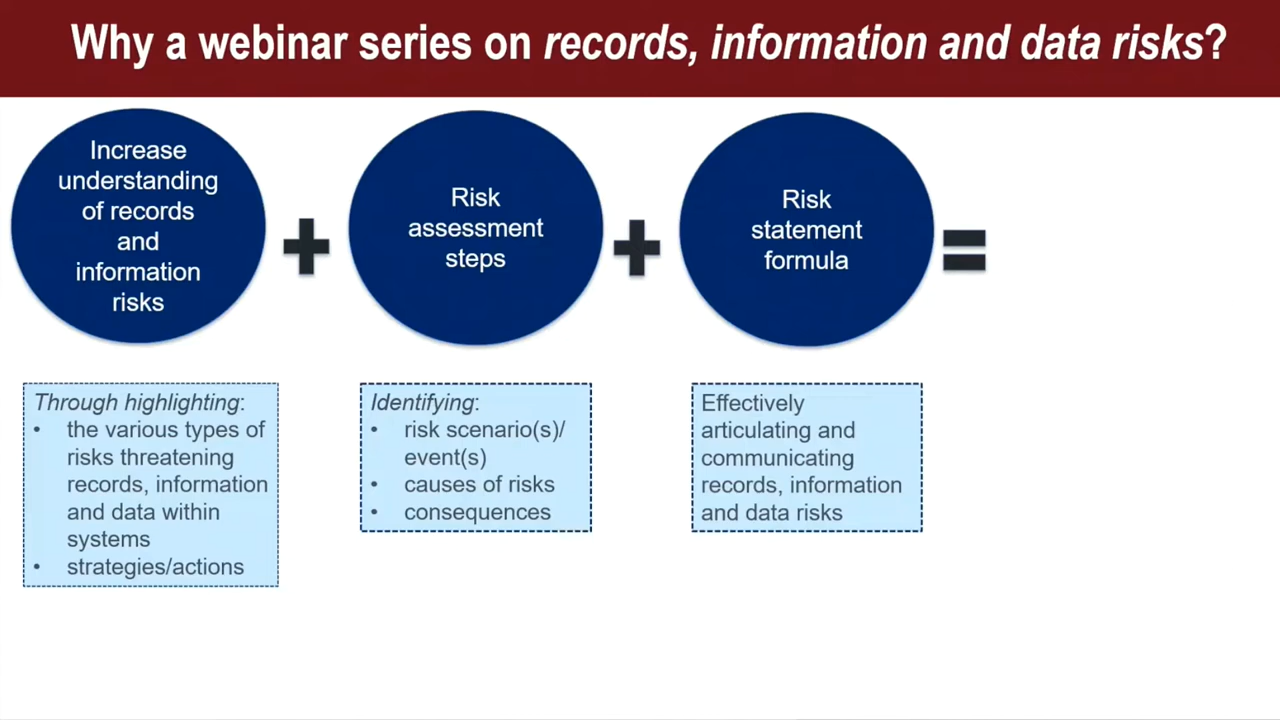 Why a webinar series on records, information and data risks?
Increase
understanding
of records
and
information
risks
+
Risk
assessment
steps
+
Risk
statement
formula
=
Through highlighting:
• the various types of
risks threatening
records, information
and data within
systems
• strategies/actions
Identifying:
• risk scenario(s)/
event(s)
• causes of risks
• consequences
Effectively
articulating and
communicating
records, information
and data risks